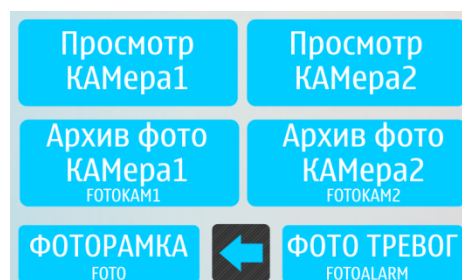 Просмотр
КАМера1
Просмотр
КАМера2
Архив фото
КАМера1
FOTOKAM1
Архив фото
КАМера2
FOTOKAM2
ФОТОРАМКА
FOTO
ФОТО ТРЕВОГ
FOTOALARM